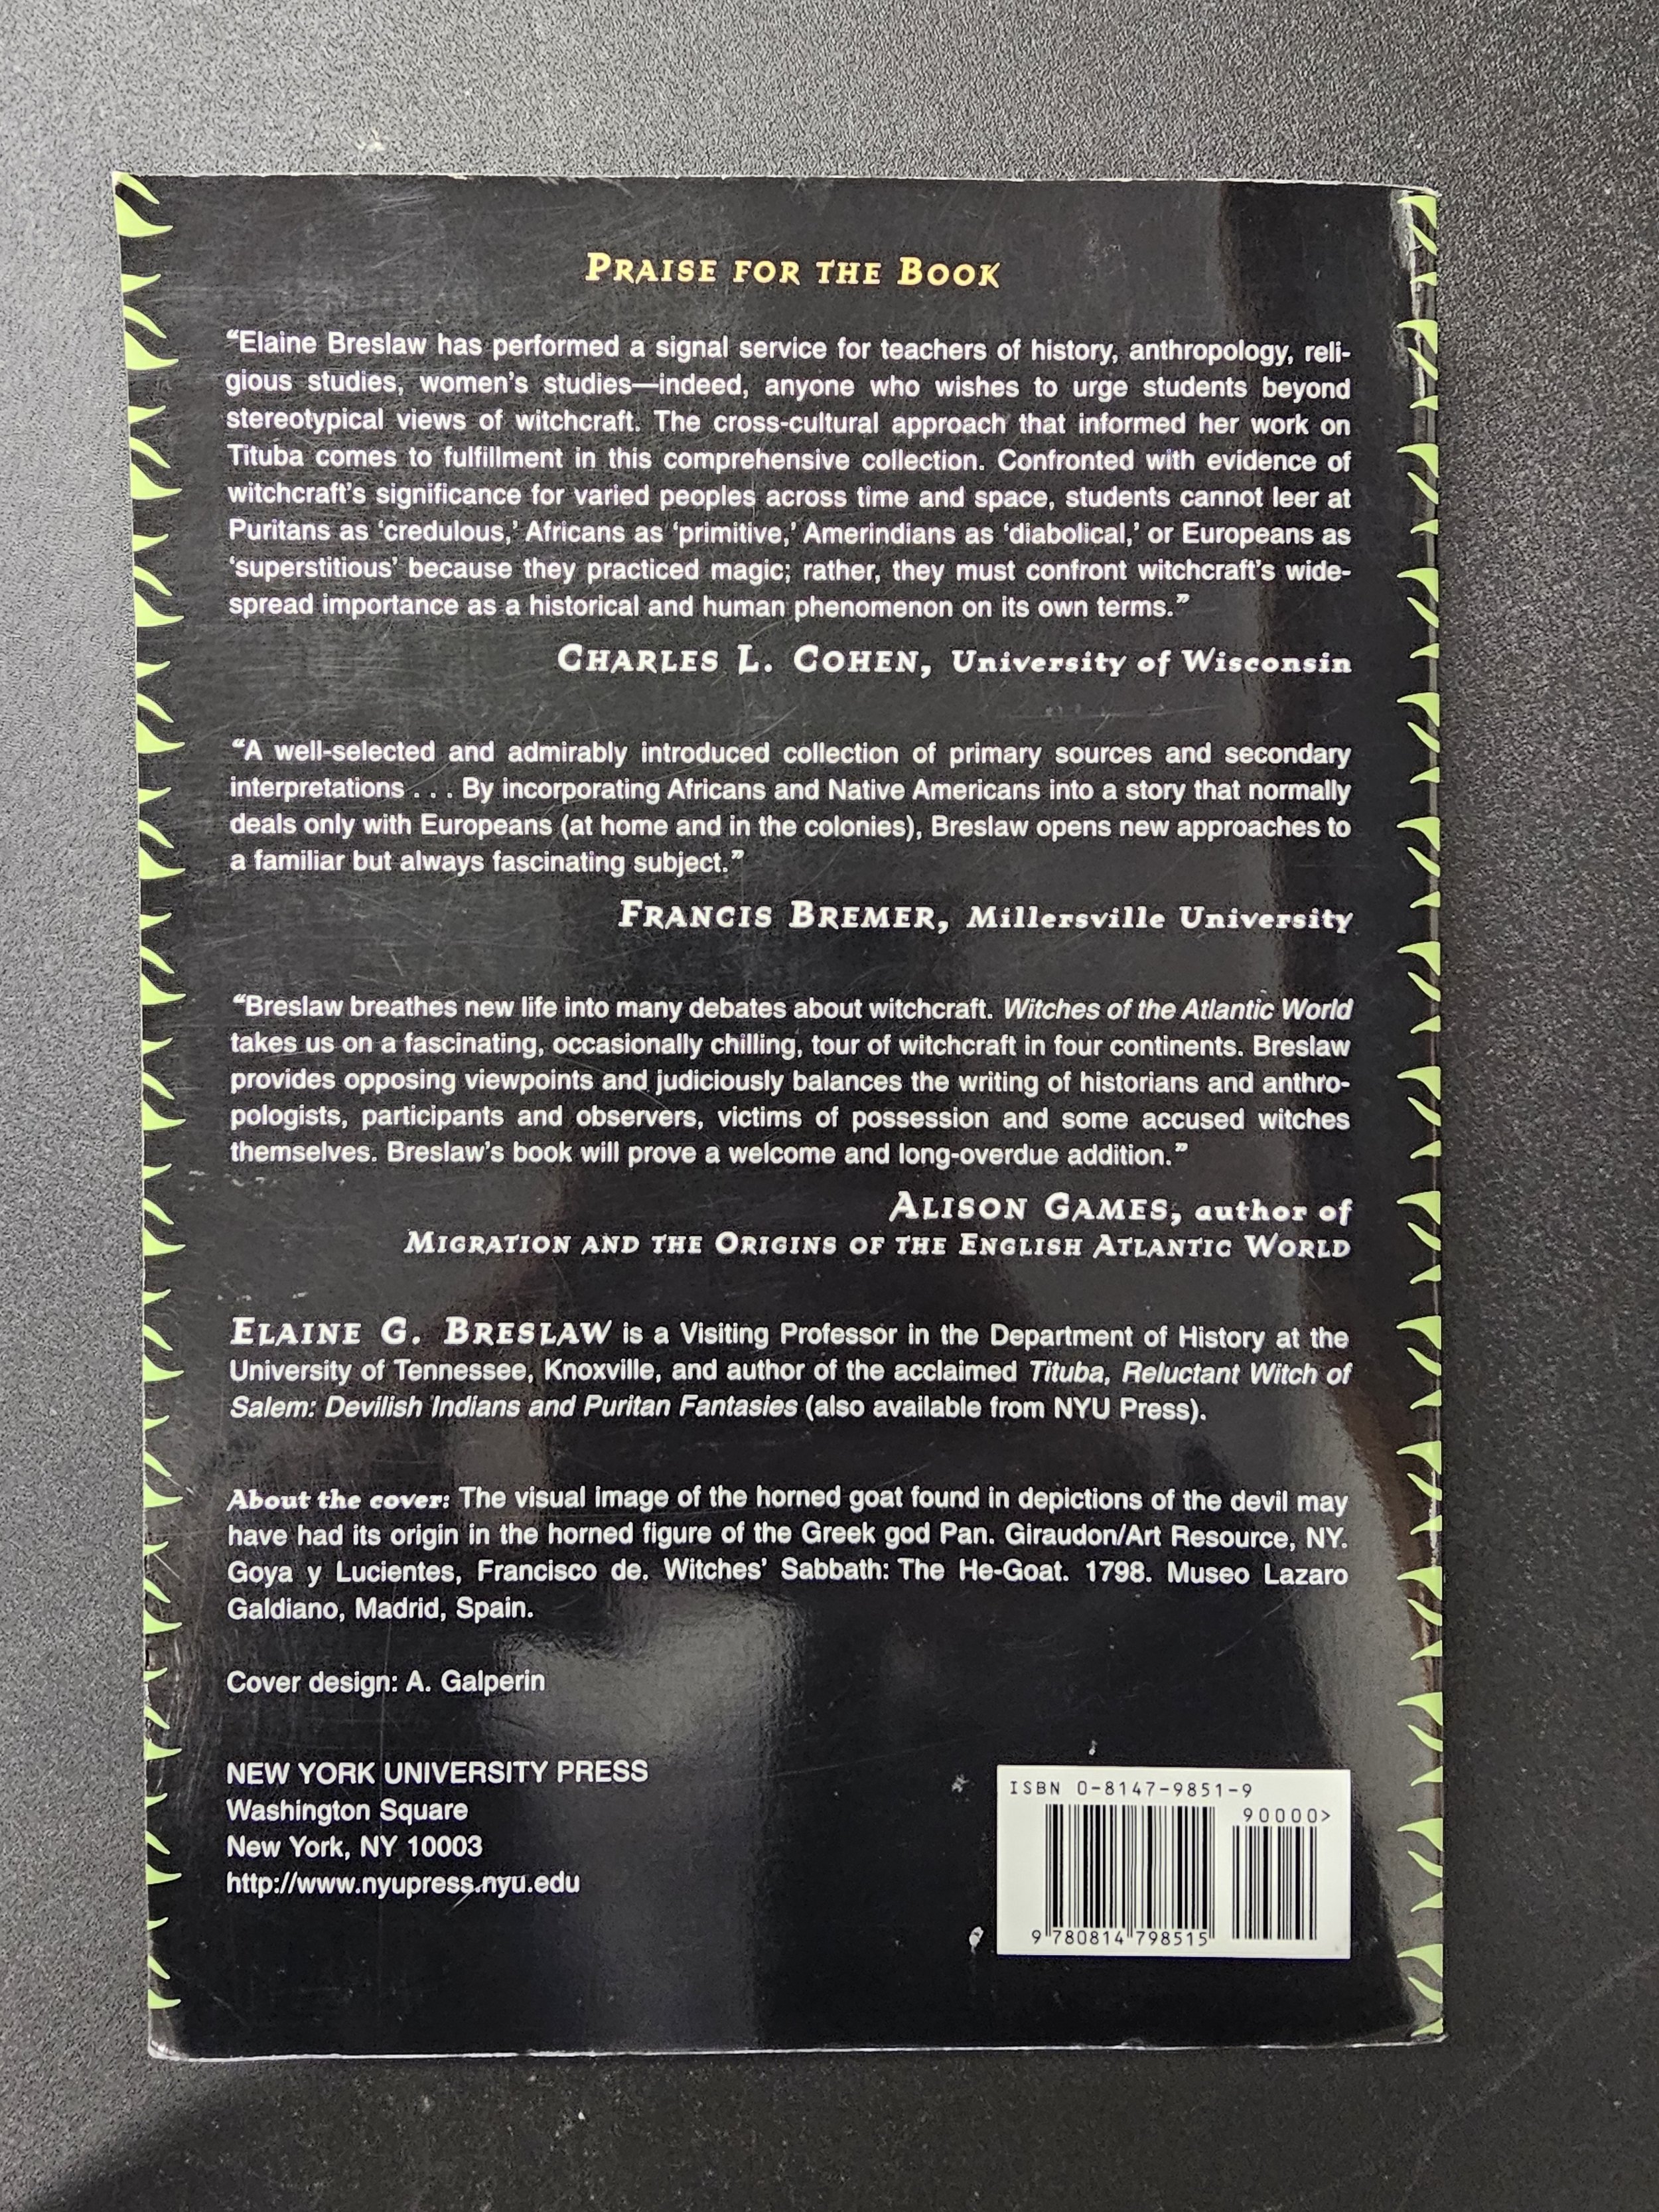 PRAISE FOR THE BOOK
“Elaine Breslaw has performed a signal service for teachers of history, anthropology, reli-
gious studies, women’s studies—indeed, anyone who wishes to urge students beyond
stereotypical views of witchcraft. The cross-cultural approach that informed her work on
Tituba comes to fulfillment in this comprehensive collection. Confronted with evidence of
witchcraft’s significance for varied peoples across time and space, students cannot leer at
Puritans as ‘credulous,’ Africans as ‘primitive,’ Amerindians as ‘diabolical,’ or Europeans as
‘superstitious’ because they practiced magic; rather, they must confront witchcraft’s wide-
spread importance as a historical and human phenomenon on its own terms.”
CHARLES L. COHEN, University of Wisconsin
“A well-selected and admirably introduced collection of primary sources and secondary
interpretations . . . By incorporating Africans and Native Americans into a story that normally
deals only with Europeans (at home and in the colonies), Breslaw opens new approaches to
a familiar but always fascinating subject.”
FRANCIS BREMER, Millersville University
“Breslaw breathes new life into many debates about witchcraft. Witches of the Atlantic World
takes us on a fascinating, occasionally chilling, tour of witchcraft in four continents. Breslaw
provides opposing viewpoints and judiciously balances the writing of historians and anthro-
pologists, participants and observers, victims of possession and some accused witches
themselves. Breslaw’s book will prove a welcome and long-overdue addition.”
ALISON GAMES, author of
MIGRATION AND THE ORIGINS OF THE ENGLISH ATLANTIC WORLD
ELAINE G. BRESLAW is a Visiting Professor in the Department of History at the
University of Tennessee, Knoxville, and author of the acclaimed Tituba, Reluctant Witch of
Salem: Devilish Indians and Puritan Fantasies (also available from NYU Press).
About the cover: The visual image of the horned goat found in depictions of the devil may
have had its origin in the horned figure of the Greek god Pan. Giraudon/Art Resource, NY.
Goya y Lucientes, Francisco de. Witches’ Sabbath: The He-Goat. 1798. Museo Lazaro
Galdiano, Madrid, Spain.
Cover design: A. Galperin
NEW YORK UNIVERSITY PRESS
Washington Square
New York, NY 10003
http://www.nyupress.nyu.edu
ISBN 0-8147-9851-9
90000>
9 780814 798515